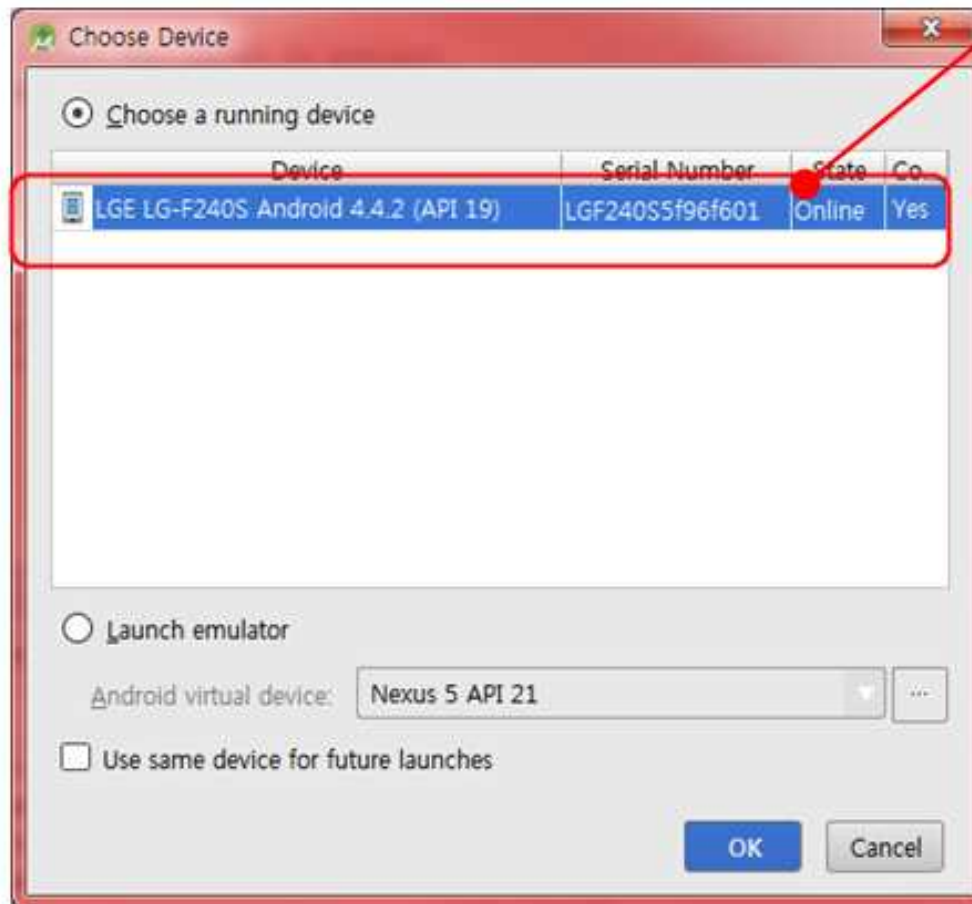 Choose Device
Choose a running device
Device Serial Number State Co...
LGE LG-F240S Android 4.4.2 (API 19) LGF240S5f96f601 Online Yes
Launch emulator
Android virtual device: Nexus 5 API 21 ...
Use same device for future launches
OK Cancel